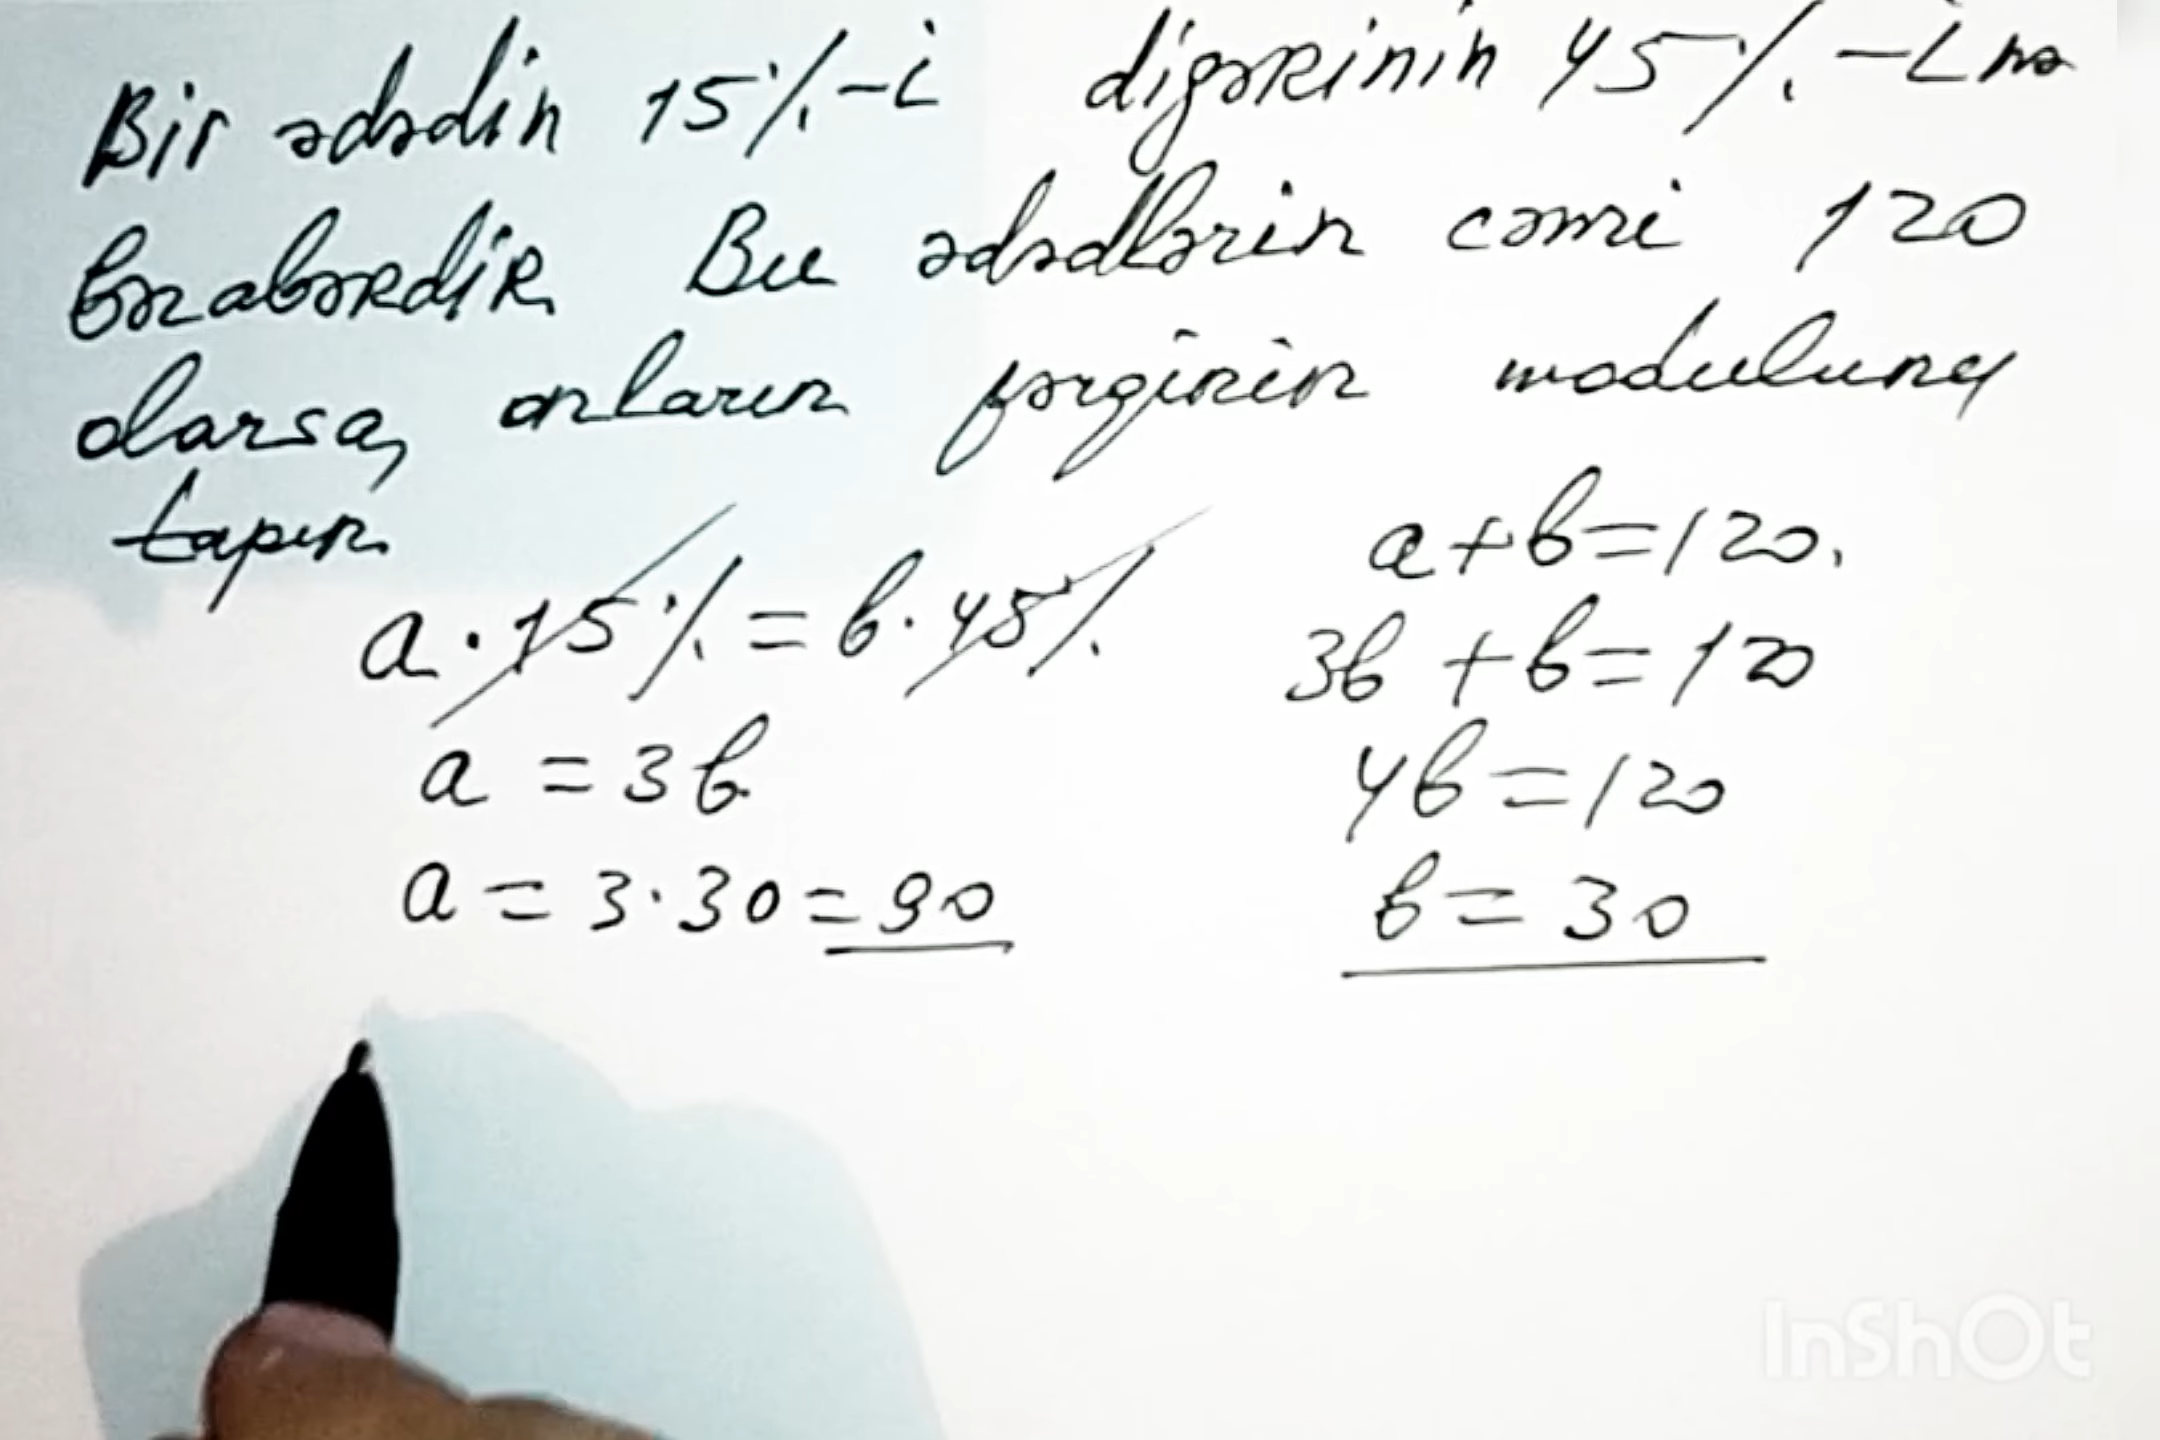 Bir ədədin 15%-i digərinin 45%-inə
bərabərdir. Bu ədədlərin cəmi 120
olarsa, onların fərqinin modulunu
tapın.
a·15%=b·45%
a+b=120.
3b+b=120
a=3b
4b=120
a=3·30=90
b=30
InShOt